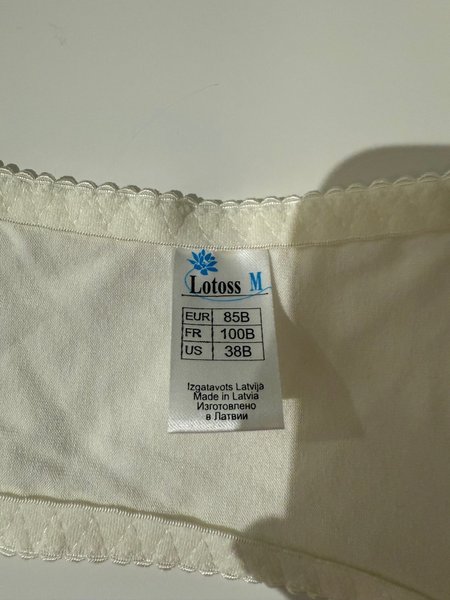 Lotoss M
EUR 85B
FR 100B
US 38B
Izgatavots Latvijā
Made in Latvia
Изготовлено
в Латвии